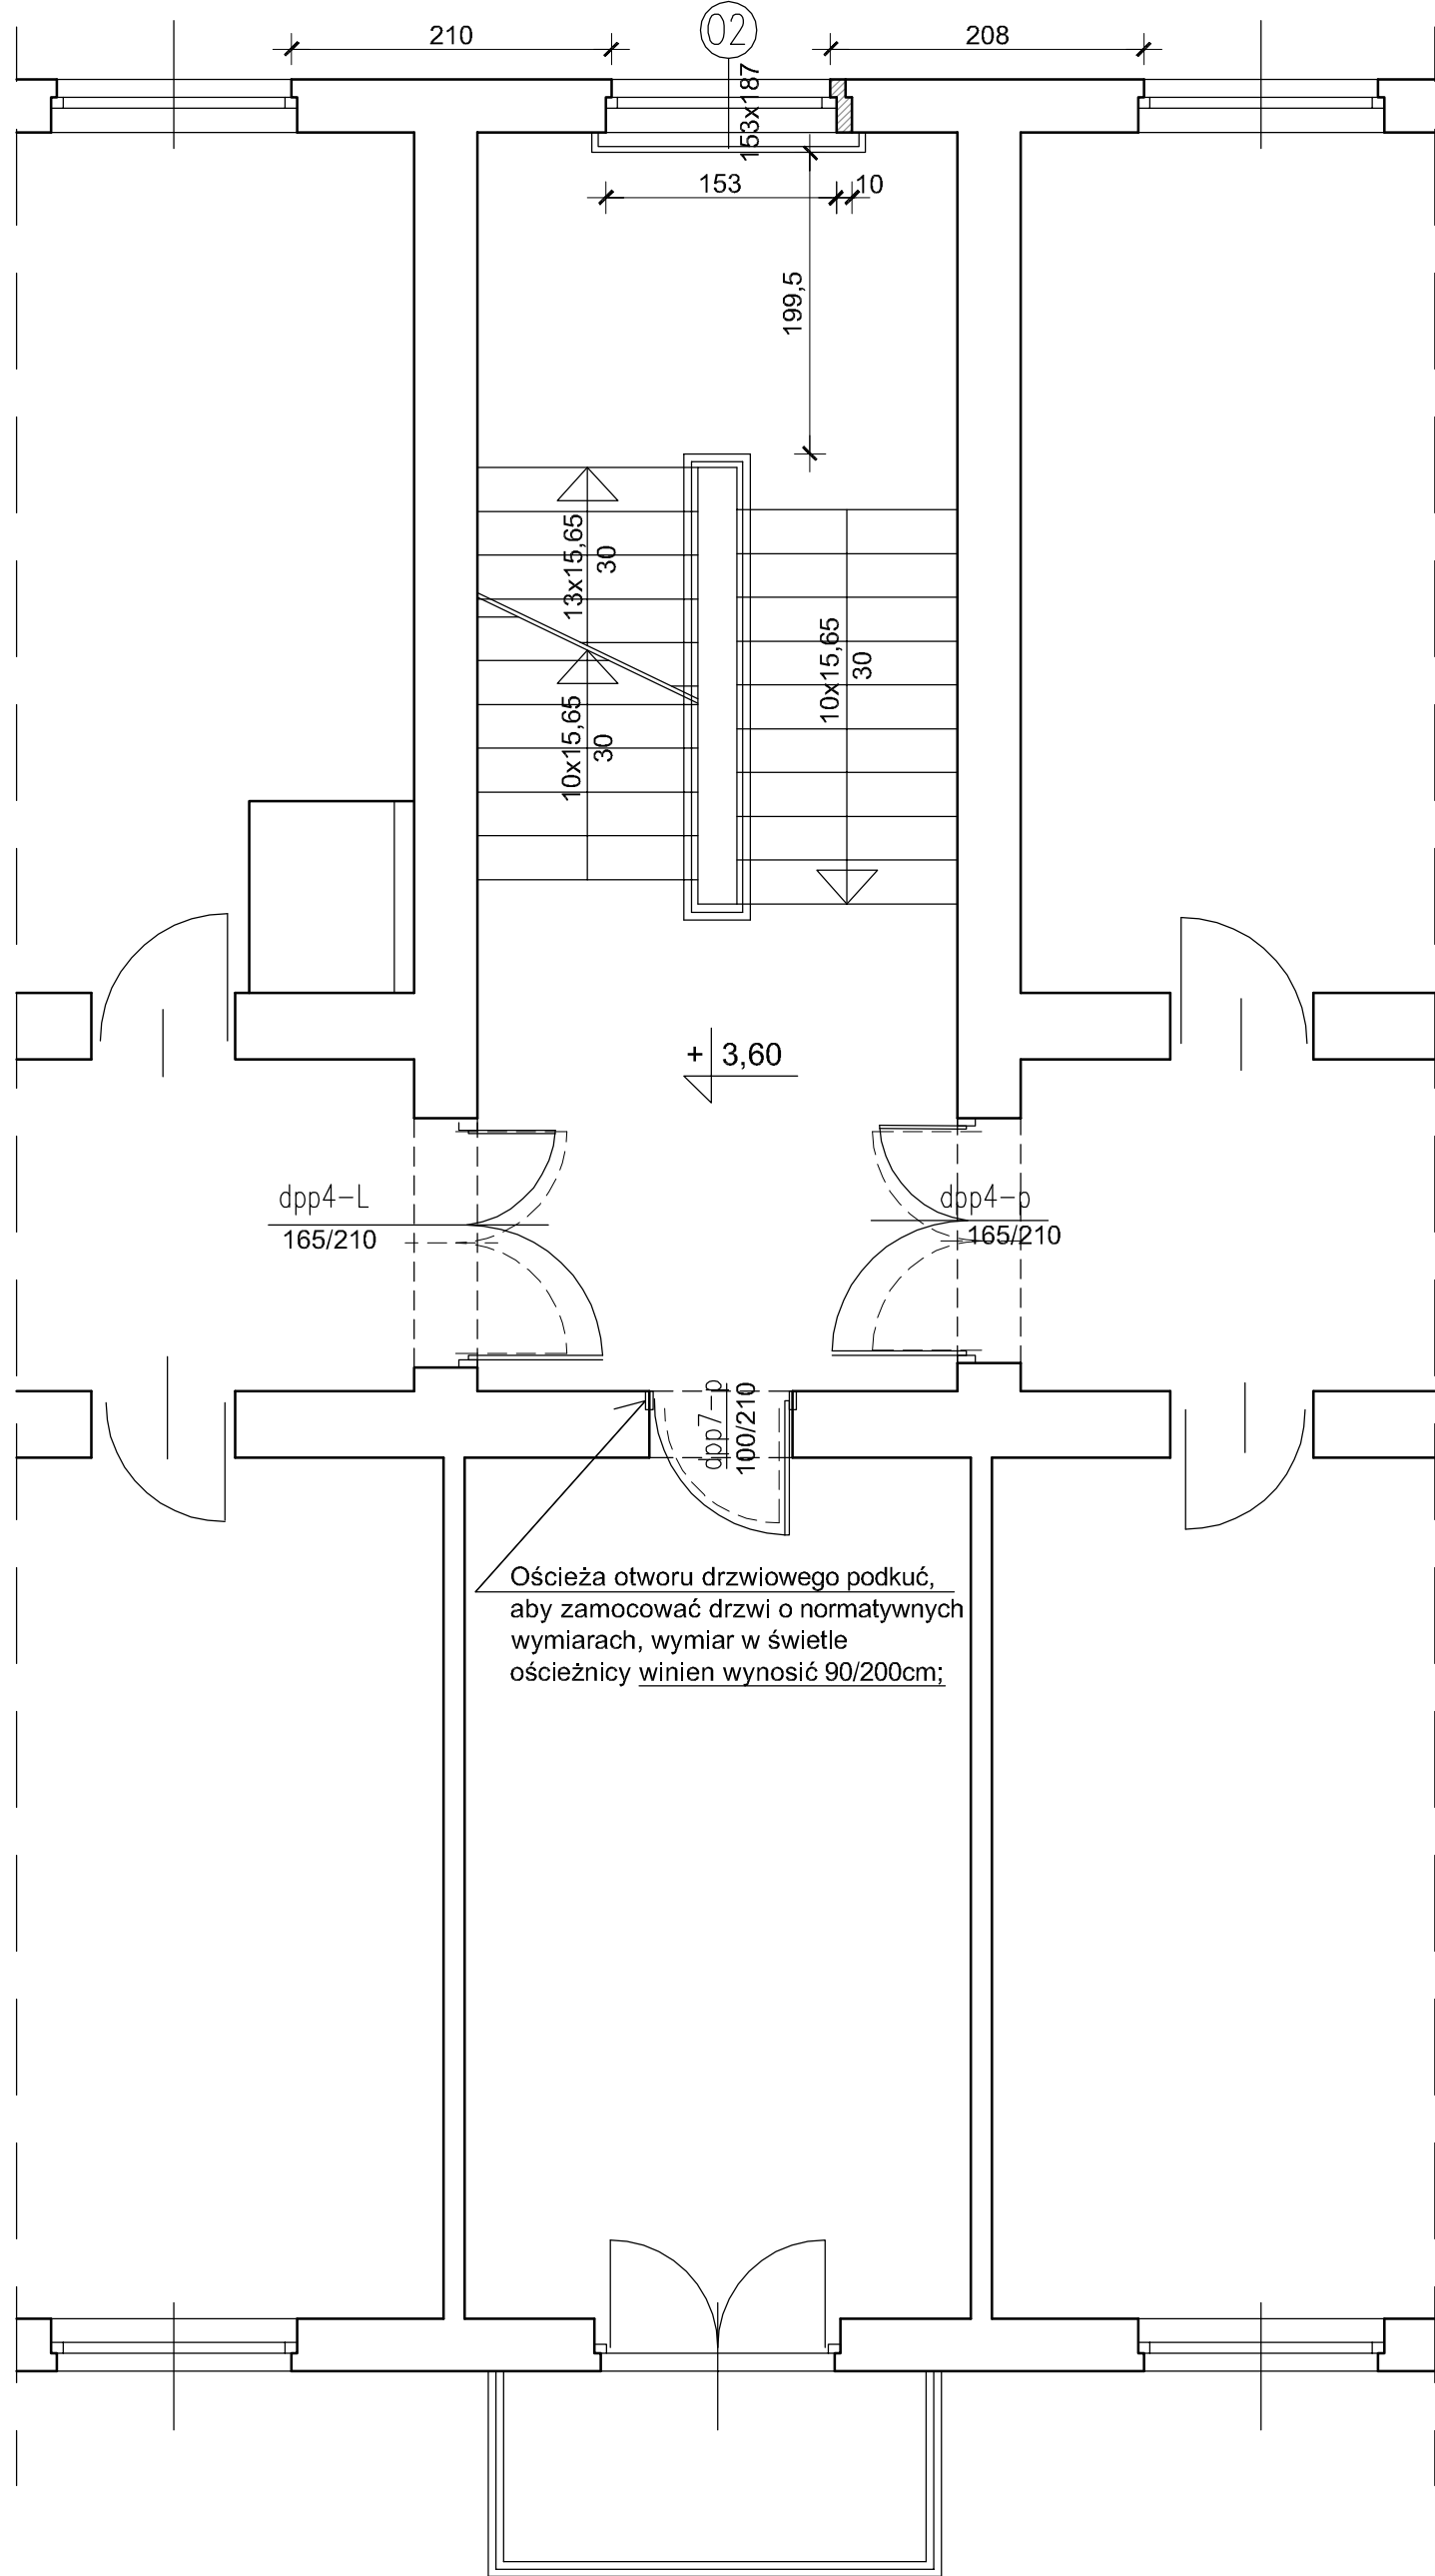 210
02
208
153x187
153
10
199,5
13x15,65
30
10x15,65
30
10x15,65
30
+ 3,60
dpp4-L
165/210
dpp4-p
165/210
dpp7-p
100/210
Ościeża otworu drzwiowego podkuć,
aby zamocować drzwi o normatywnych
wymiarach, wymiar w świetle
ościeżnicy winien wynosić 90/200cm;